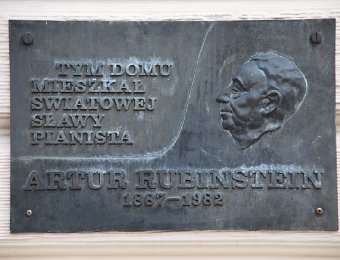 TYM DOMU
MIESZKAŁ
ŚWIATOWEJ
SŁAWY
PIANISTA
ARTUR RUBINSTEIN
1887–1982